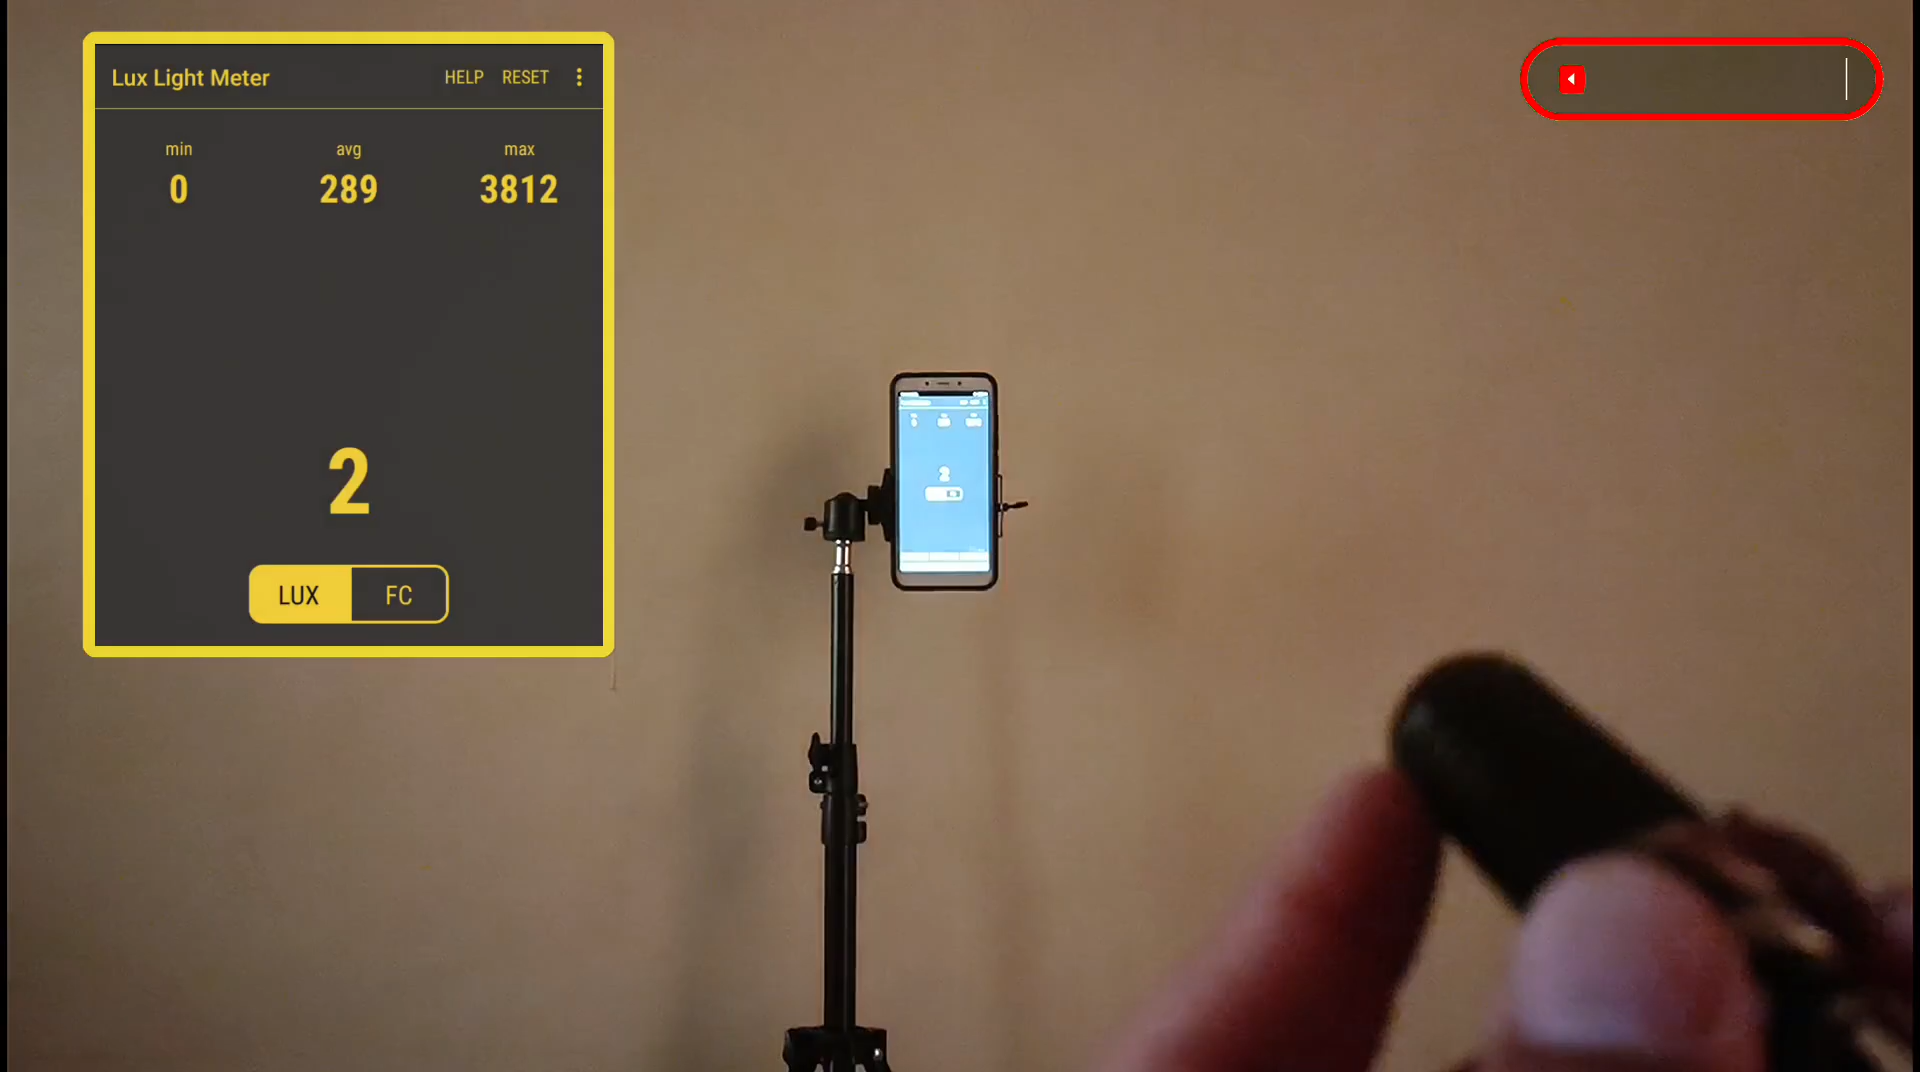 Lux Light Meter HELP RESET
min avg max
0 289 3812
2
LUX FC